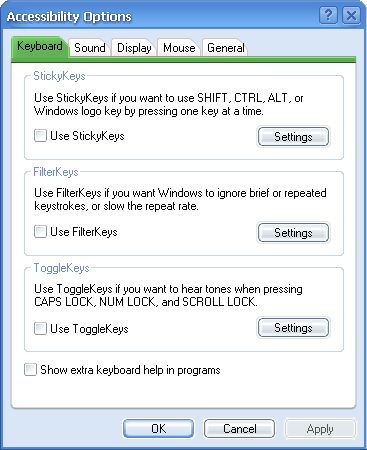 Accessibility Options
Keyboard Sound Display Mouse General
StickyKeys
Use StickyKeys if you want to use SHIFT, CTRL, ALT, or
Windows logo key by pressing one key at a time.
Use StickyKeys Settings
FilterKeys
Use FilterKeys if you want Windows to ignore brief or repeated
keystrokes, or slow the repeat rate.
Use FilterKeys Settings
ToggleKeys
Use ToggleKeys if you want to hear tones when pressing
CAPS LOCK, NUM LOCK, and SCROLL LOCK.
Use ToggleKeys Settings
Show extra keyboard help in programs
OK Cancel Apply